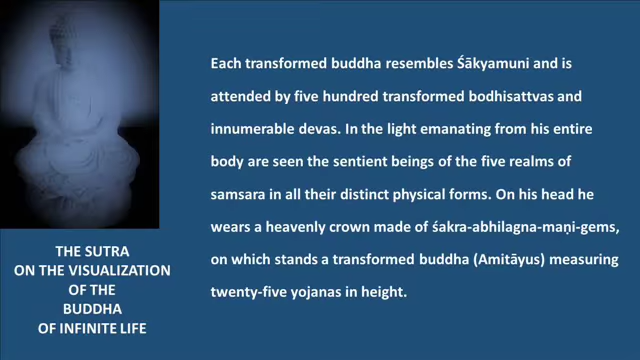 Each transformed buddha resembles Śākyamuni and is
attended by five hundred transformed bodhisattvas and
innumerable devas. In the light emanating from his entire
body are seen the sentient beings of the five realms of
samsara in all their distinct physical forms. On his head he
wears a heavenly crown made of śakra-abhilagna-maṇi-gems,
on which stands a transformed buddha (Amitāyus) measuring
twenty-five yojanas in height.
THE SUTRA
ON THE VISUALIZATION
OF THE
BUDDHA
OF INFINITE LIFE